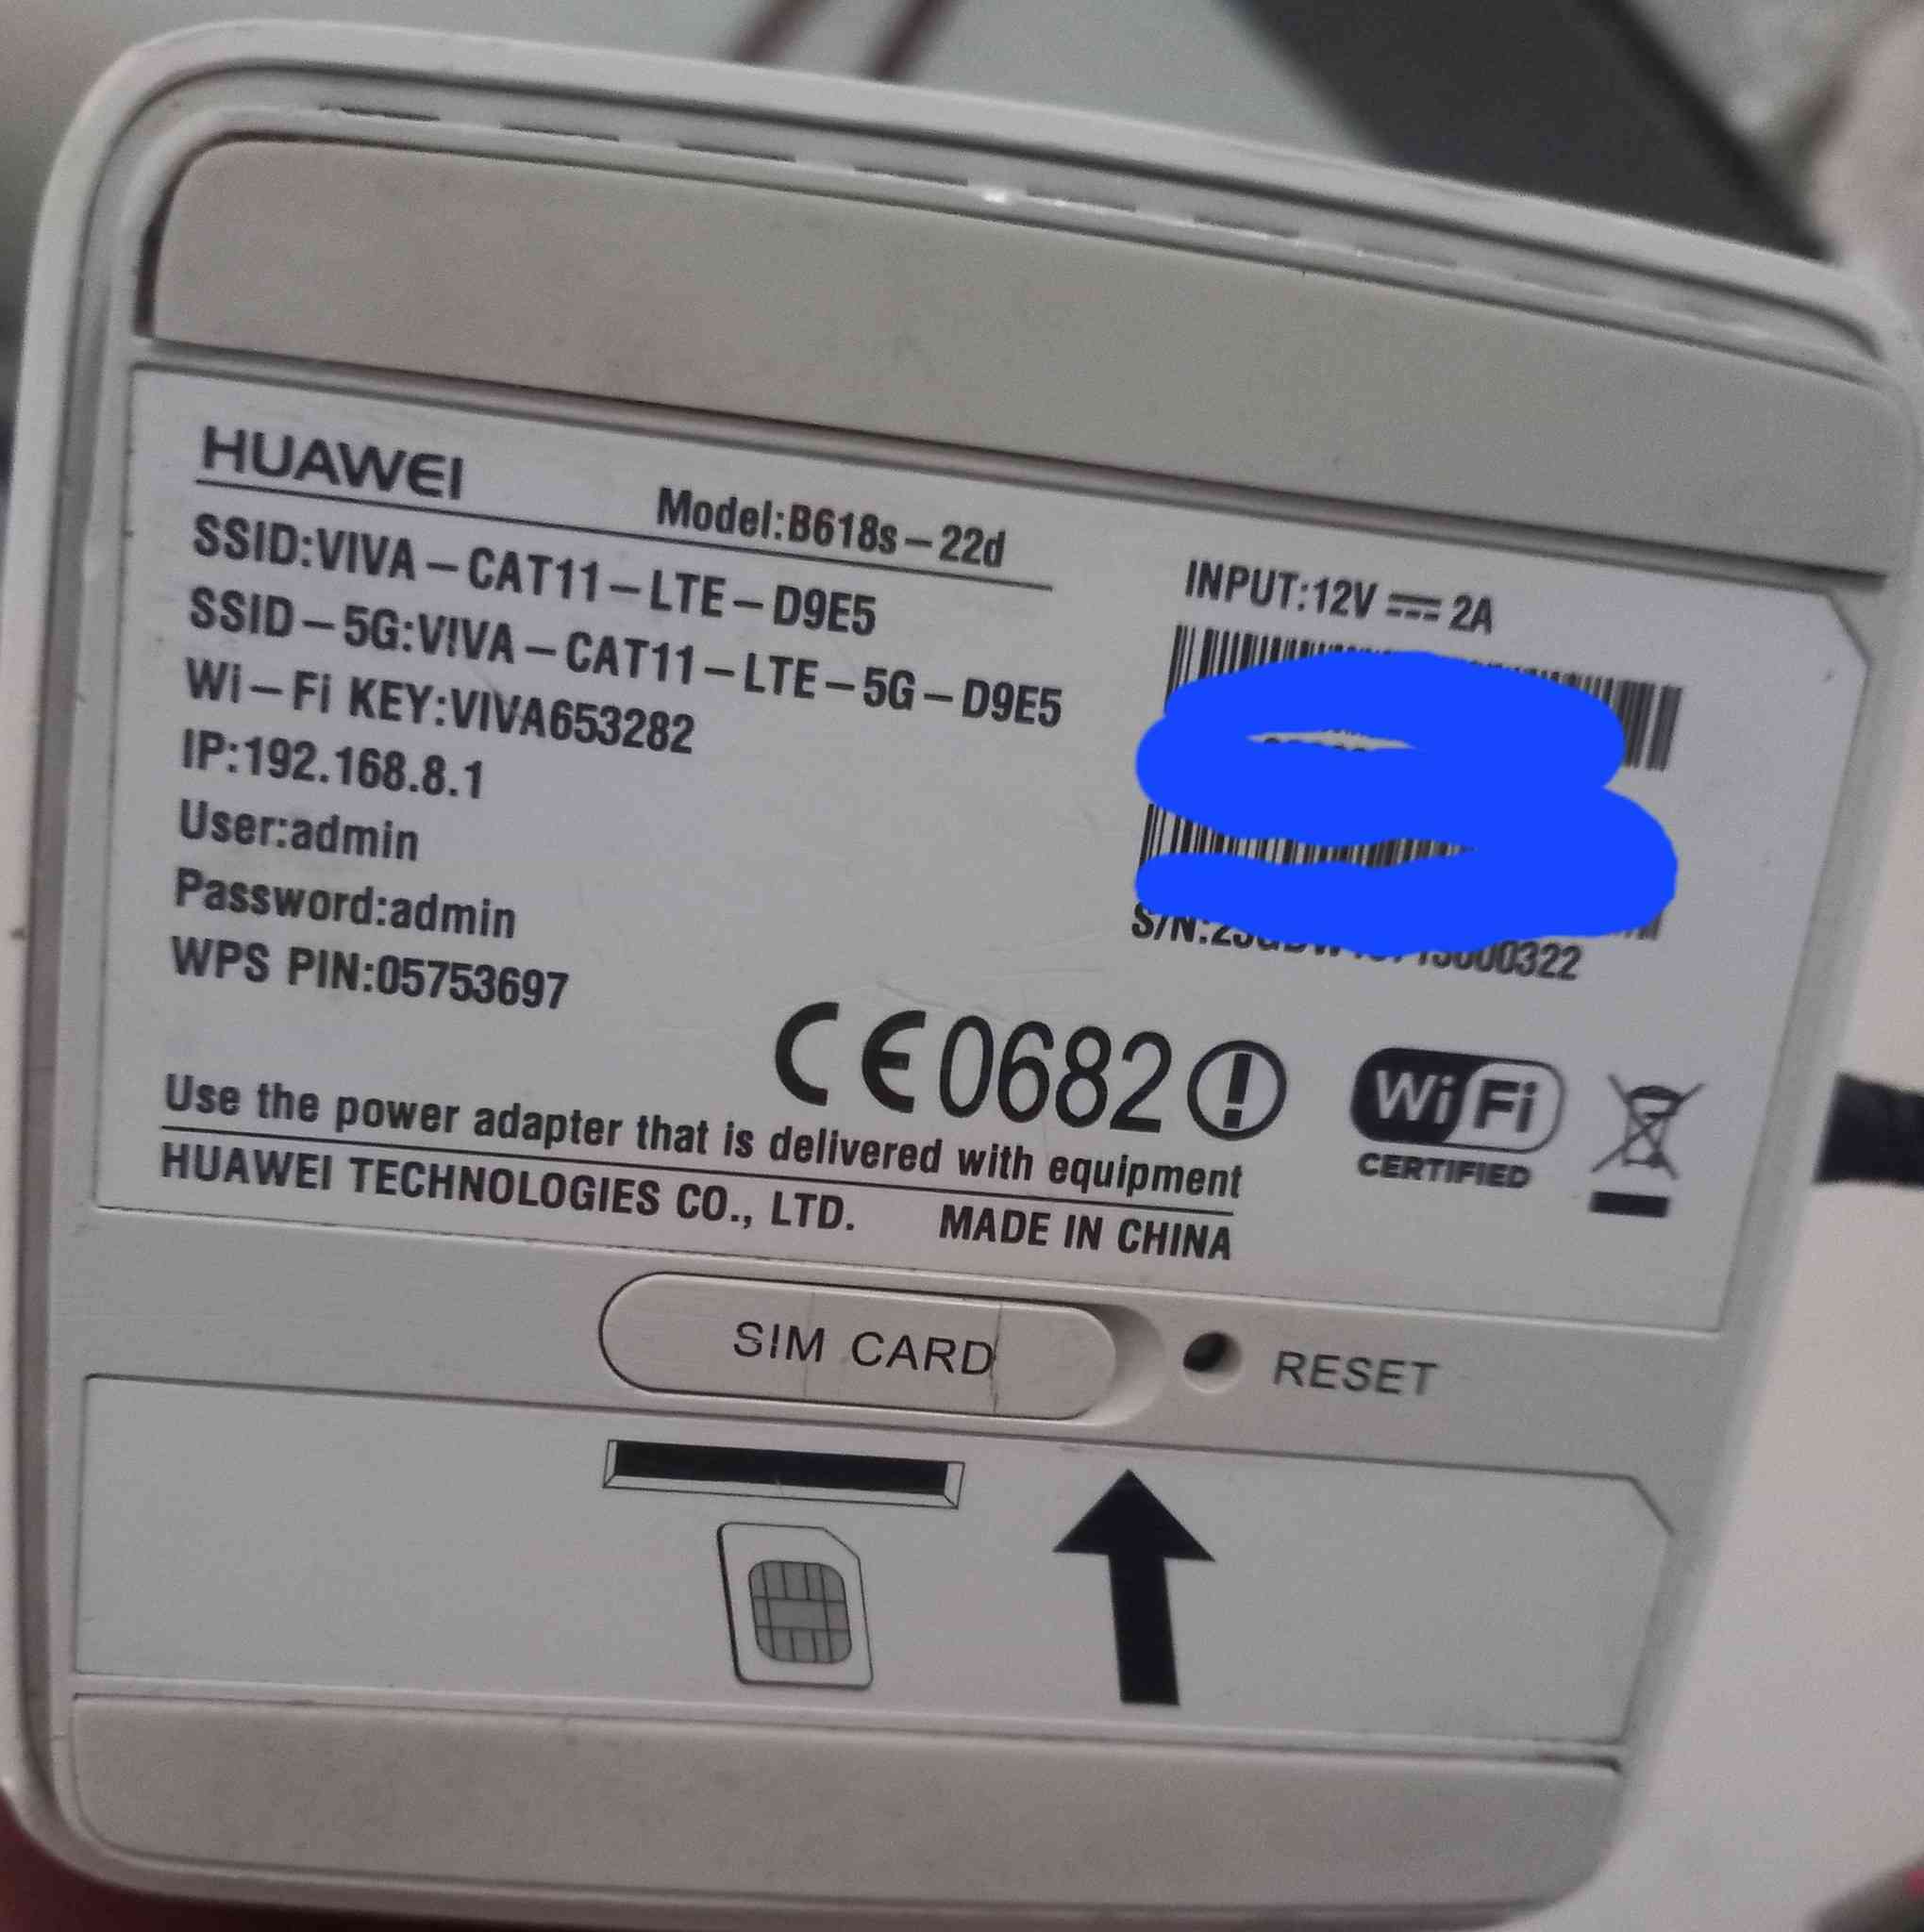 HUAWEI
Model:B618s-22d
SSID:VIVA-CAT11-LTE-D9E5
SSID-5G:VIVA-CAT11-LTE-5G-D9E5
Wi-Fi KEY:VIVA653282
IP:192.168.8.1
User:admin
Password:admin
WPS PIN:05753697
INPUT:12V ⎓ 2A
S/N:
CE0682
Wi Fi
CERTIFIED
Use the power adapter that is delivered with equipment
HUAWEI TECHNOLOGIES CO., LTD. MADE IN CHINA
SIM CARD
RESET